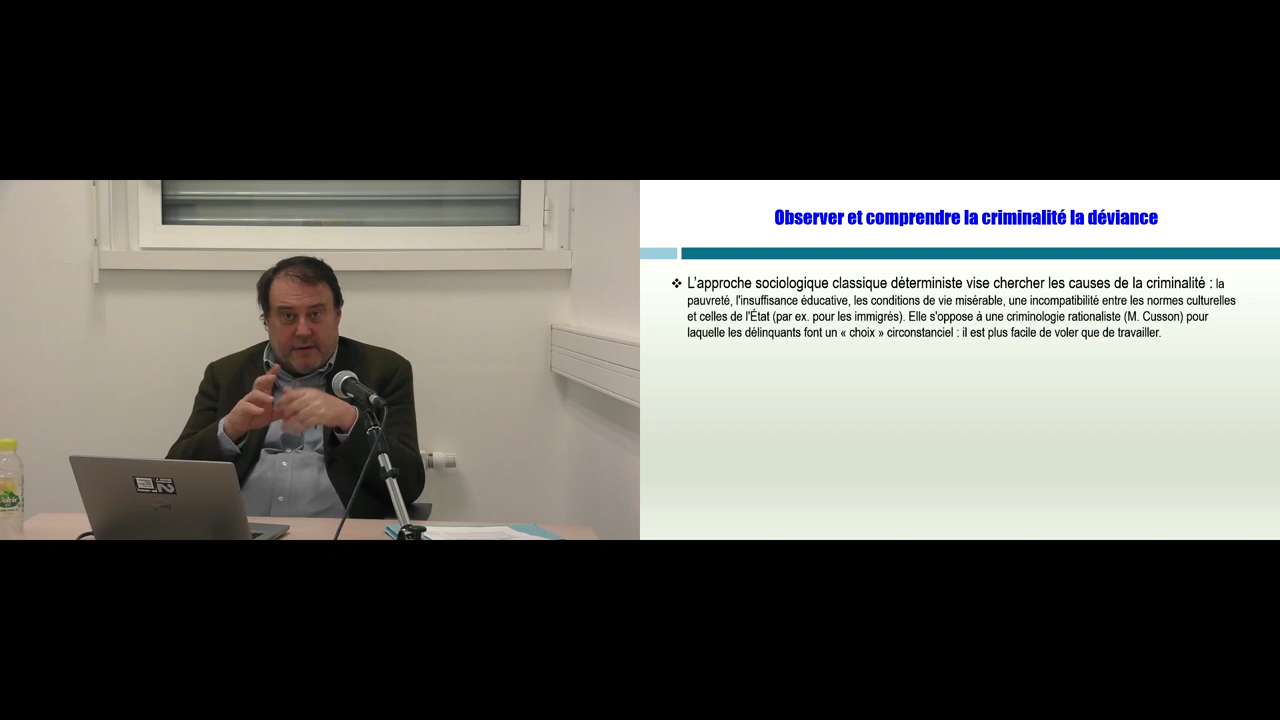 Observer et comprendre la criminalité la déviance
❖ L'approche sociologique classique déterministe vise chercher les causes de la criminalité : la
pauvreté, l'insuffisance éducative, les conditions de vie misérable, une incompatibilité entre les normes culturelles
et celles de l'État (par ex. pour les immigrés). Elle s'oppose à une criminologie rationaliste (M. Cusson) pour
laquelle les délinquants font un « choix » circonstanciel : il est plus facile de voler que de travailler.